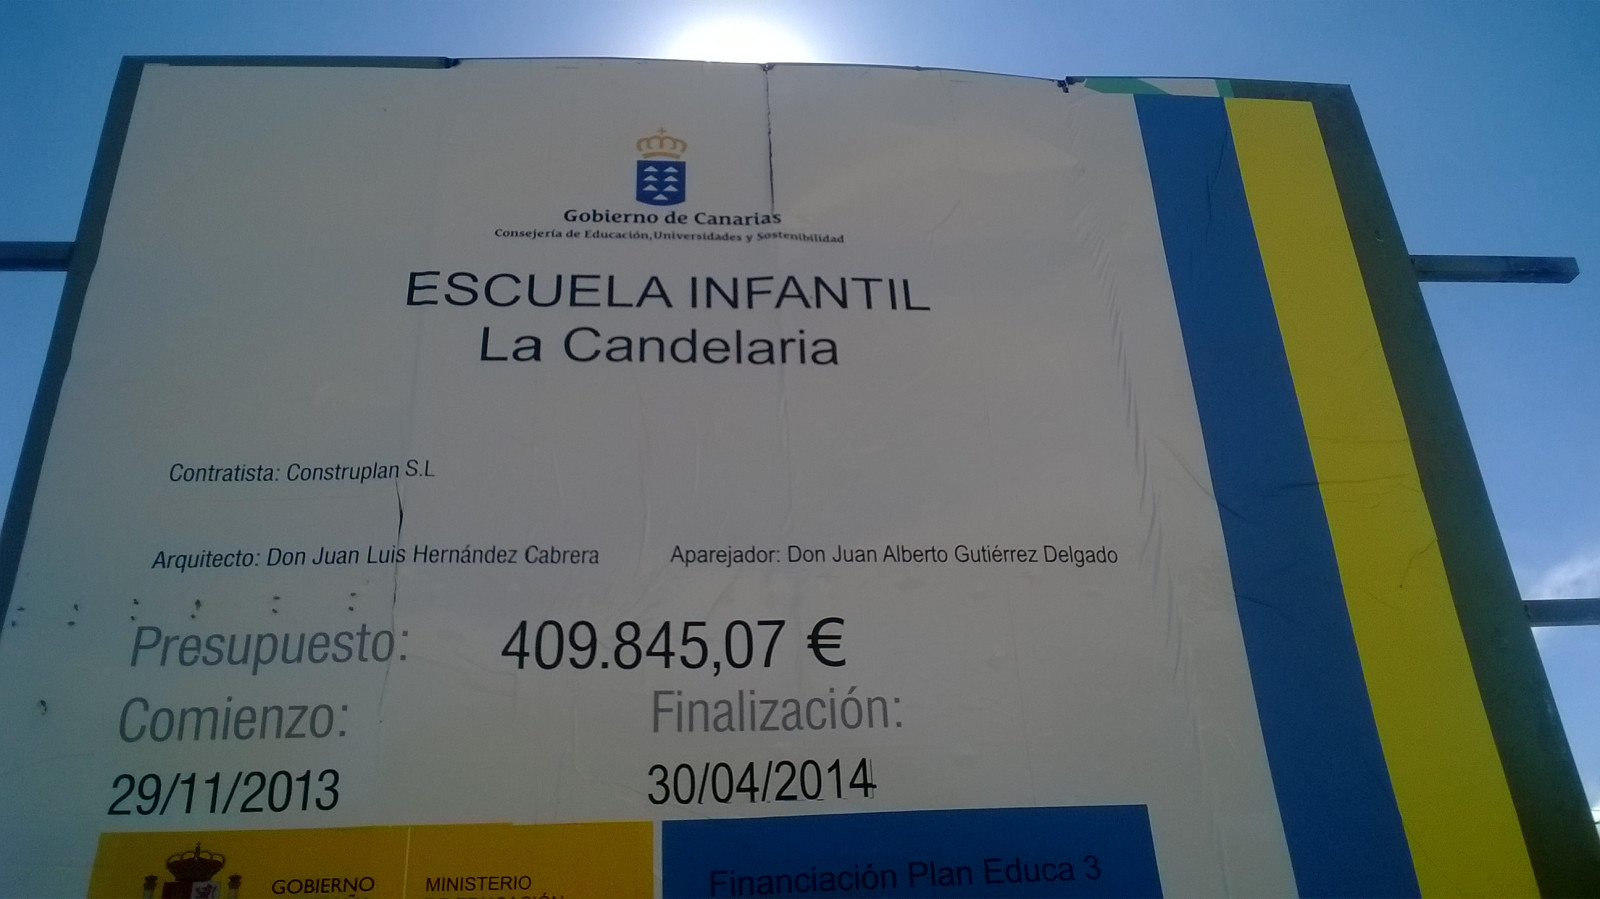 Gobierno de Canarias
Consejería de Educación, Universidades y Sostenibilidad
ESCUELA INFANTIL
La Candelaria
Contratista: Construplan S.L
Arquitecto: Don Juan Luis Hernández Cabrera
Aparejador: Don Juan Alberto Gutiérrez Delgado
Presupuesto: 409.845,07 €
Comienzo: Finalización:
29/11/2013 30/04/2014
GOBIERNO MINISTERIO
Financiación Plan Educa 3